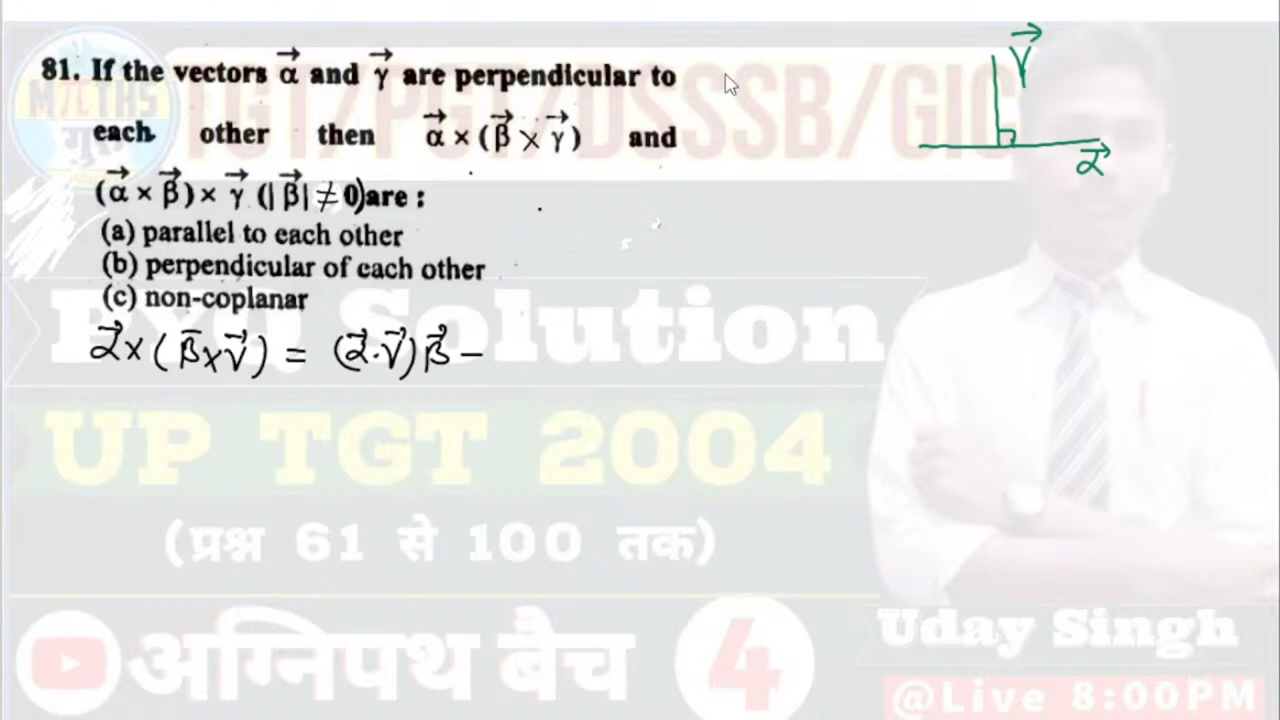 81. If the vectors α⃗ and γ⃗ are perpendicular to
each other then α⃗ × (β⃗ × γ⃗) and
(α⃗ × β⃗) × γ⃗ (|β⃗| ≠ 0) are :
(a) parallel to each other
(b) perpendicular of each other
(c) non-coplanar
α⃗ × (β⃗ × γ⃗) = (α⃗ · γ⃗) β⃗ −
γ⃗
α⃗
TGT/PGT/DSSSB/GIC
PYQ Solution
UP TGT 2004
(प्रश्न 61 से 100 तक)
अग्निपथ बैच 4
Uday Singh
@Live 8:00PM